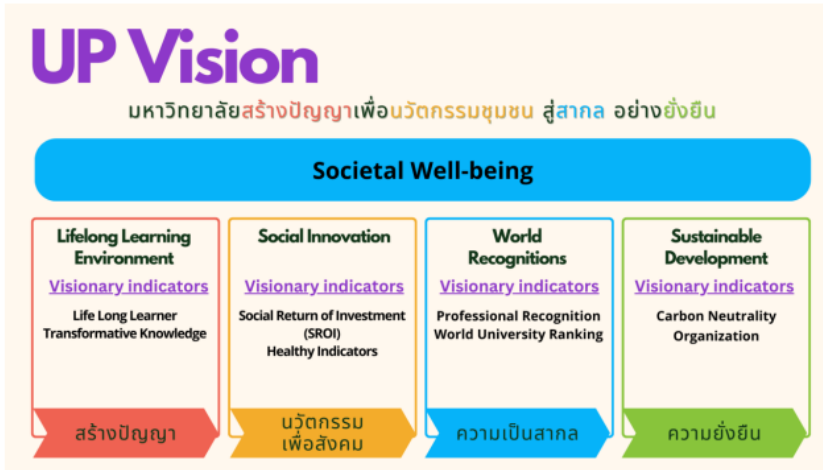 UP Vision
มหาวิทยาลัยสร้างปัญญาเพื่อนวัตกรรมชุมชน สู่สากล อย่างยั่งยืน
Societal Well-being
Lifelong Learning
Environment
Visionary indicators
Life Long Learner
Transformative Knowledge
สร้างปัญญา
Social Innovation
Visionary indicators
Social Return of Investment
(SROI)
Healthy Indicators
นวัตกรรม
เพื่อสังคม
World
Recognitions
Visionary indicators
Professional Recognition
World University Ranking
ความเป็นสากล
Sustainable
Development
Visionary indicators
Carbon Neutrality
Organization
ความยั่งยืน